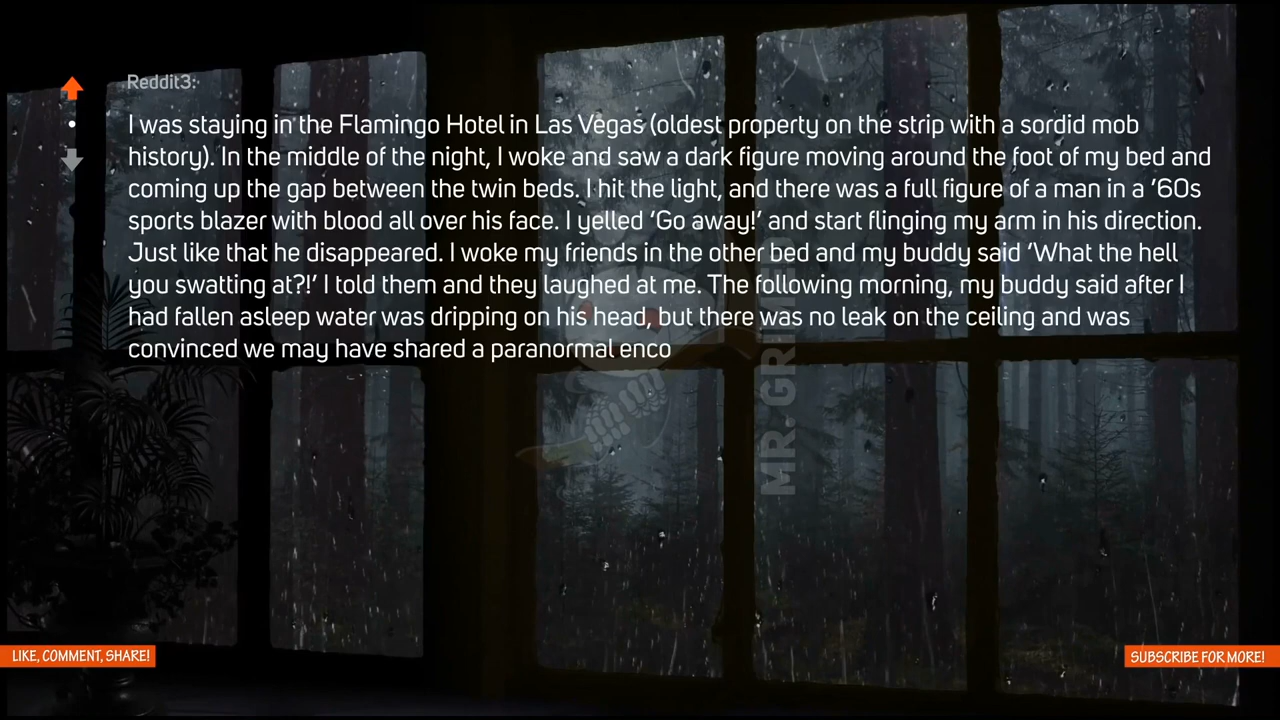 Reddit3:
I was staying in the Flamingo Hotel in Las Vegas (oldest property on the strip with a sordid mob
history). In the middle of the night, I woke and saw a dark figure moving around the foot of my bed and
coming up the gap between the twin beds. I hit the light, and there was a full figure of a man in a '60s
sports blazer with blood all over his face. I yelled 'Go away!' and start flinging my arm in his direction.
Just like that he disappeared. I woke my friends in the other bed and my buddy said 'What the hell
you swatting at?!' I told them and they laughed at me. The following morning, my buddy said after I
had fallen asleep water was dripping on his head, but there was no leak on the ceiling and was
convinced we may have shared a paranormal enco
MR. GRIMED
LIKE, COMMENT, SHARE!
SUBSCRIBE FOR MORE!